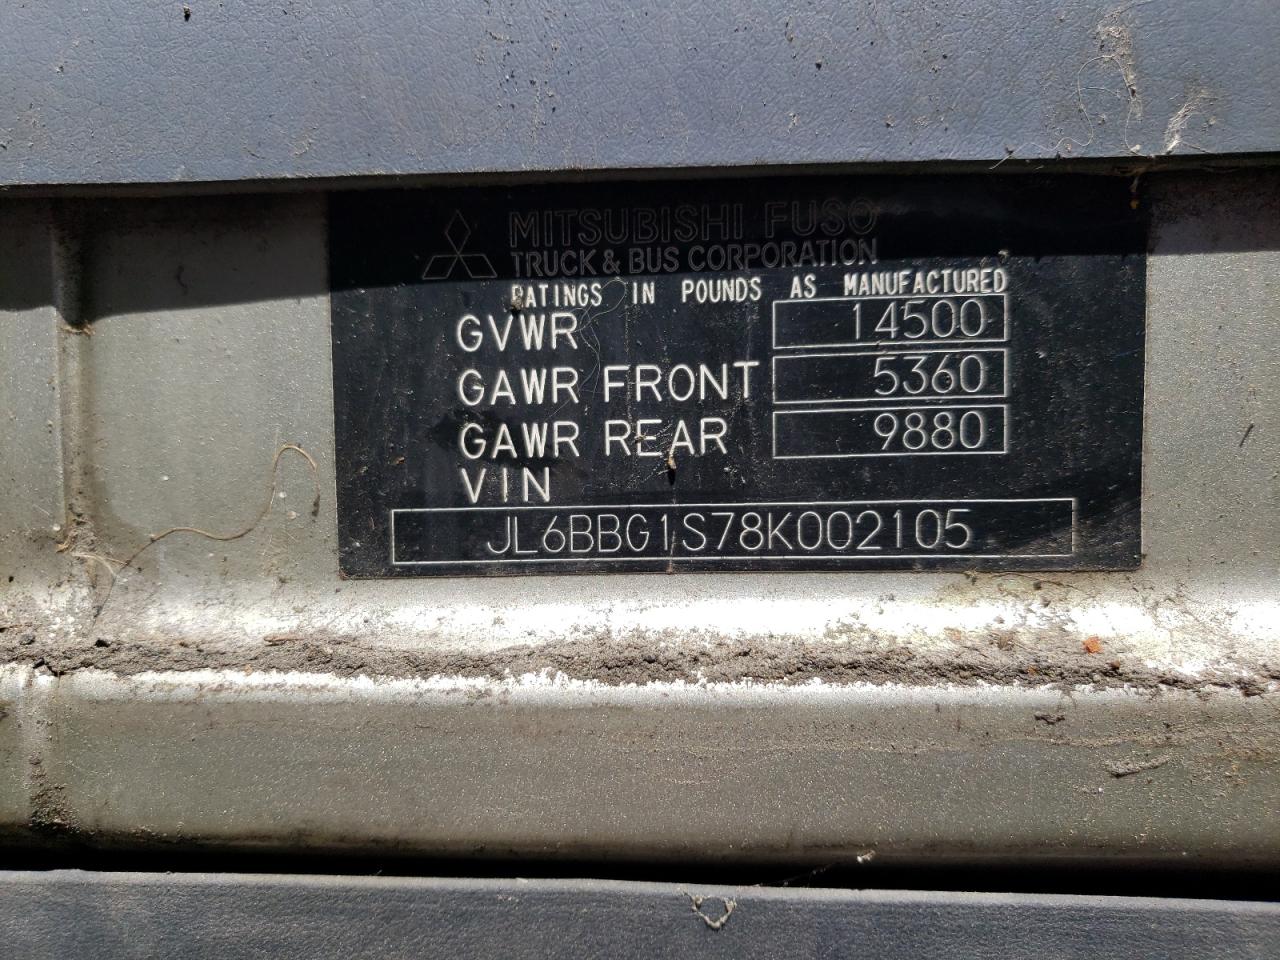 MITSUBISHI FUSO
TRUCK & BUS CORPORATION
RATINGS IN POUNDS AS MANUFACTURED
GVWR 14500
GAWR FRONT 5360
GAWR REAR 9880
VIN
JL6BBG1S78K002105